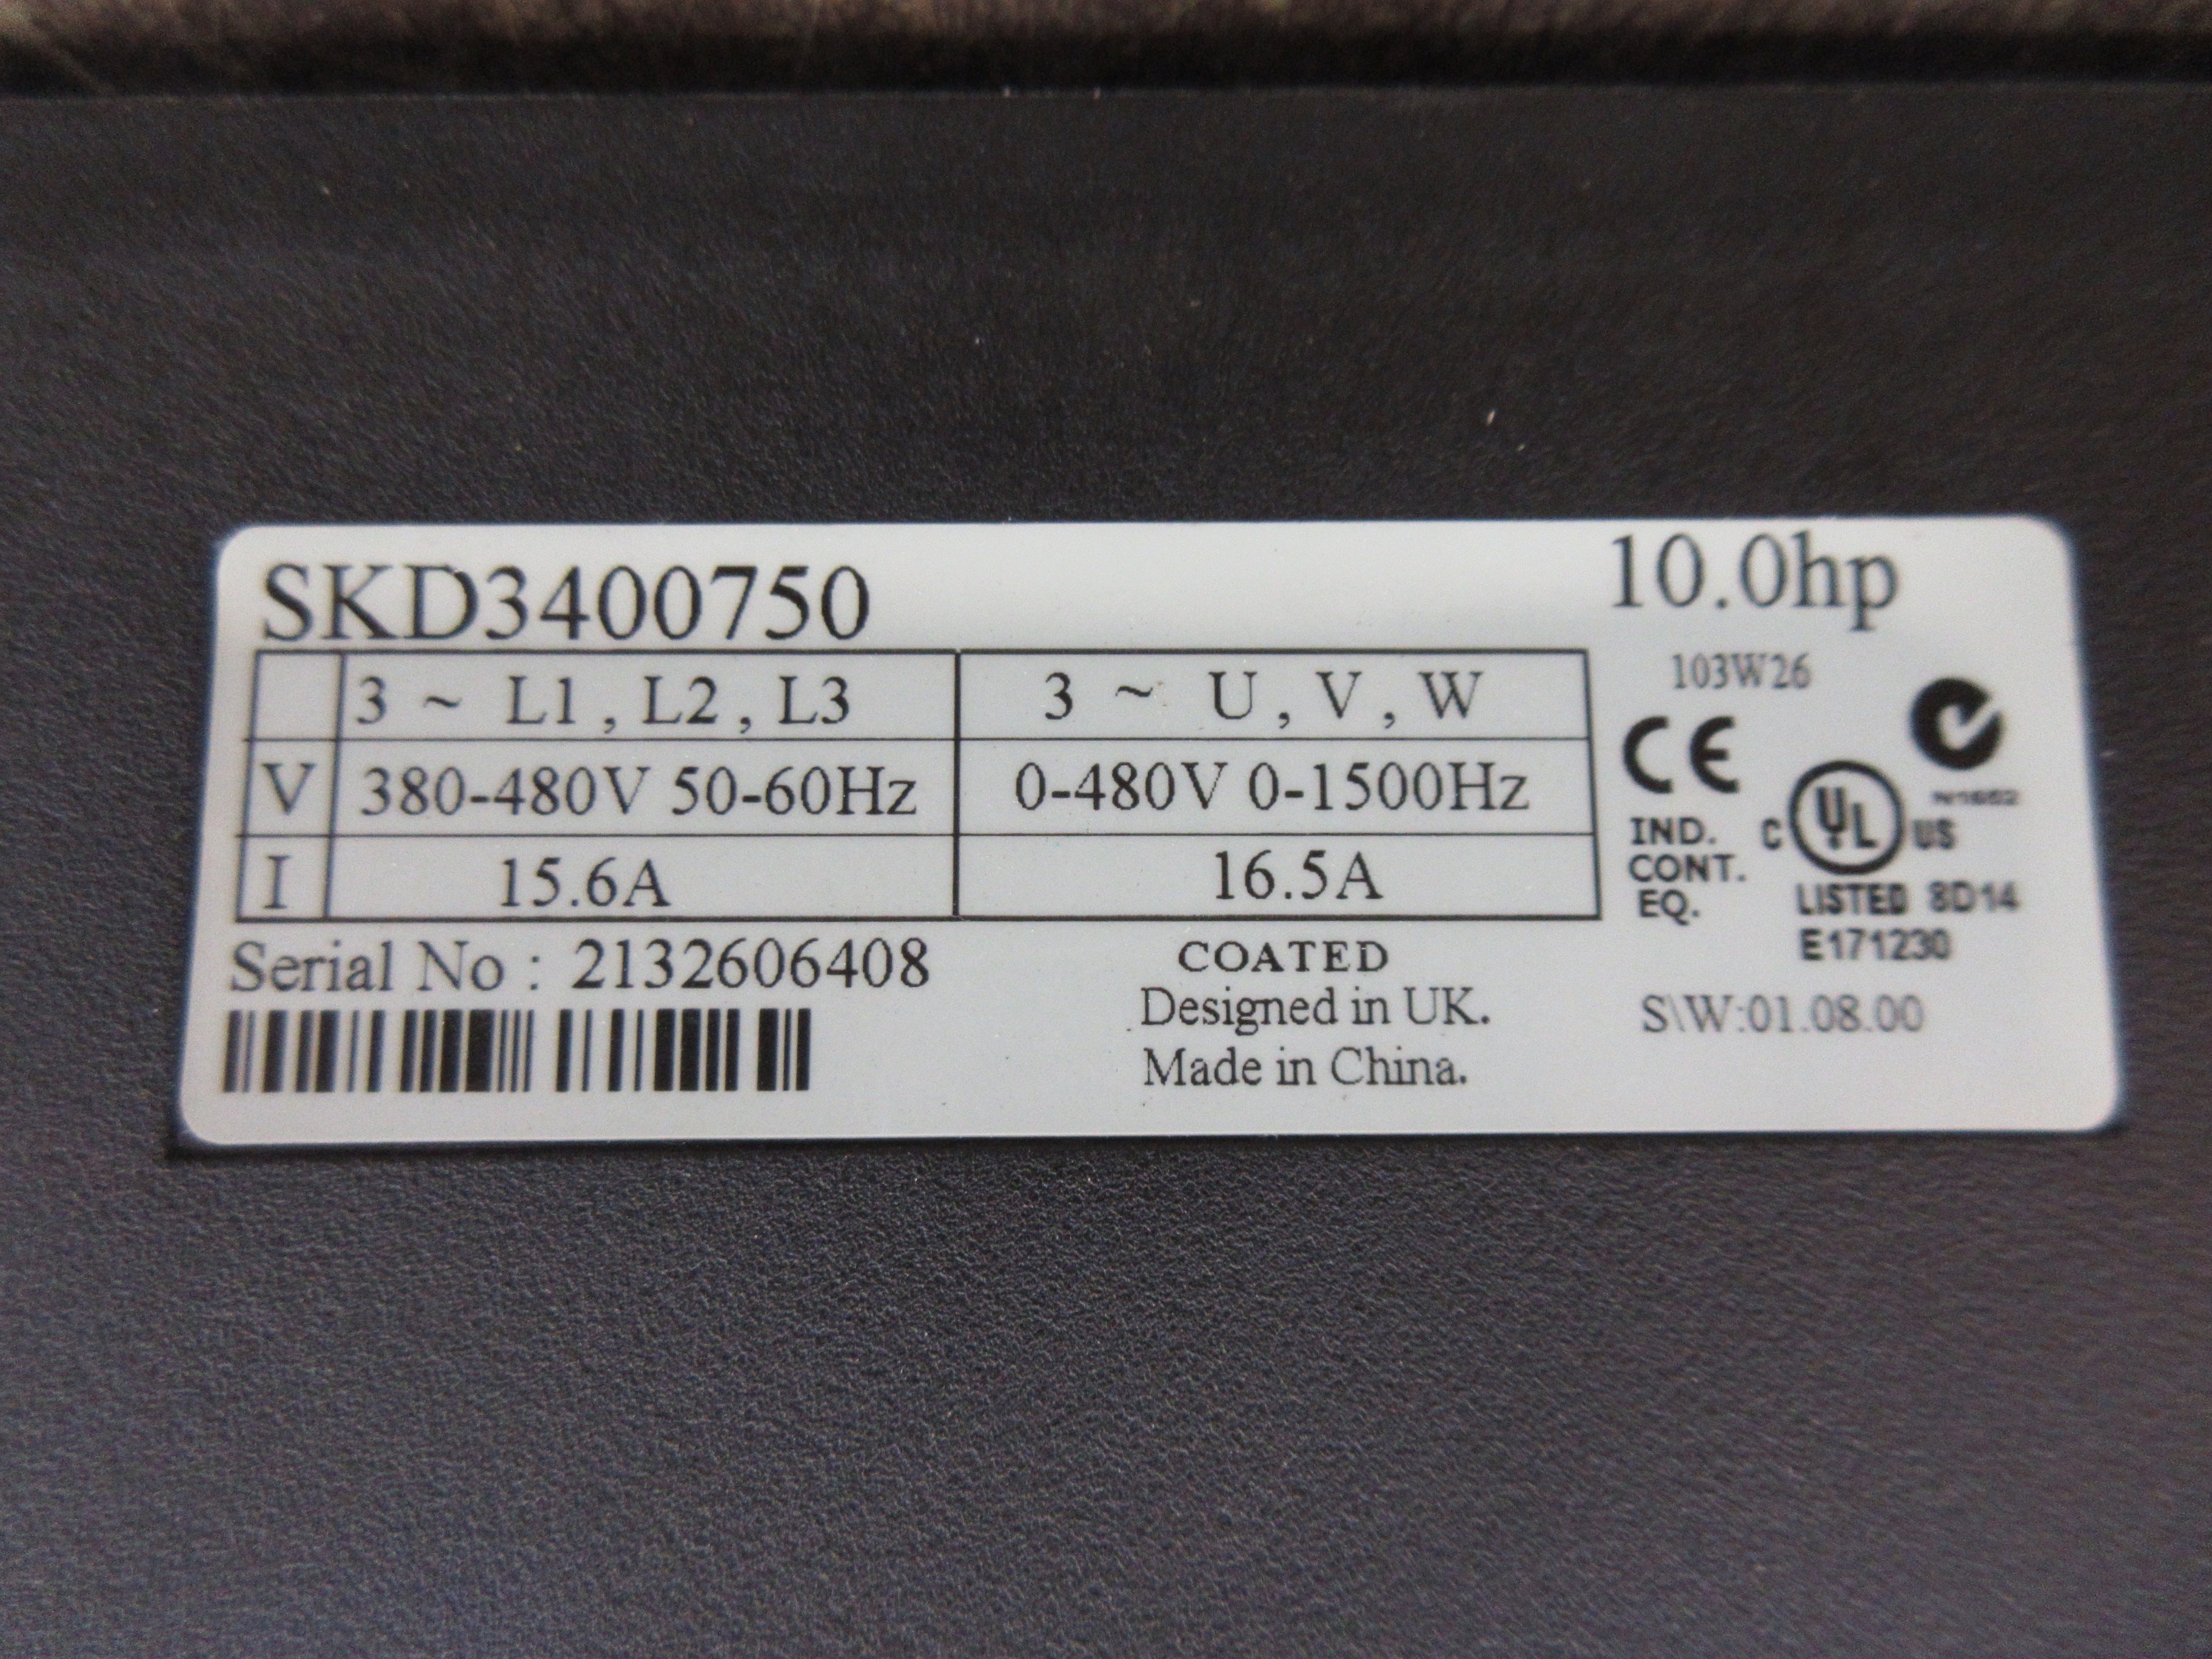 SKD3400750 10.0hp
3 ~ L1 , L2 , L3 3 ~ U , V , W
V 380-480V 50-60Hz 0-480V 0-1500Hz
I 15.6A 16.5A
Serial No : 2132606408
COATED
Designed in UK.
Made in China.
103W26
CE
IND.
CONT.
EQ.
C UL US
LISTED 8D14
E171230
S\W:01.08.00